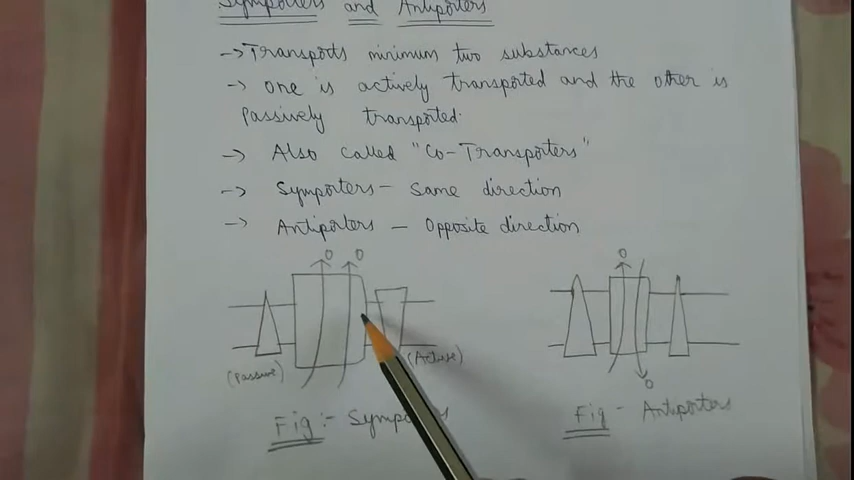 Symporters and Antiporters
-> Transports minimum two substances
-> One is actively transported and the other is
Passively transported.
-> Also called "Co-Transporters"
-> Symporters - Same direction
-> Antiporters - Opposite direction
(Passive)
(Active)
Fig :-
Fig - Antiporters